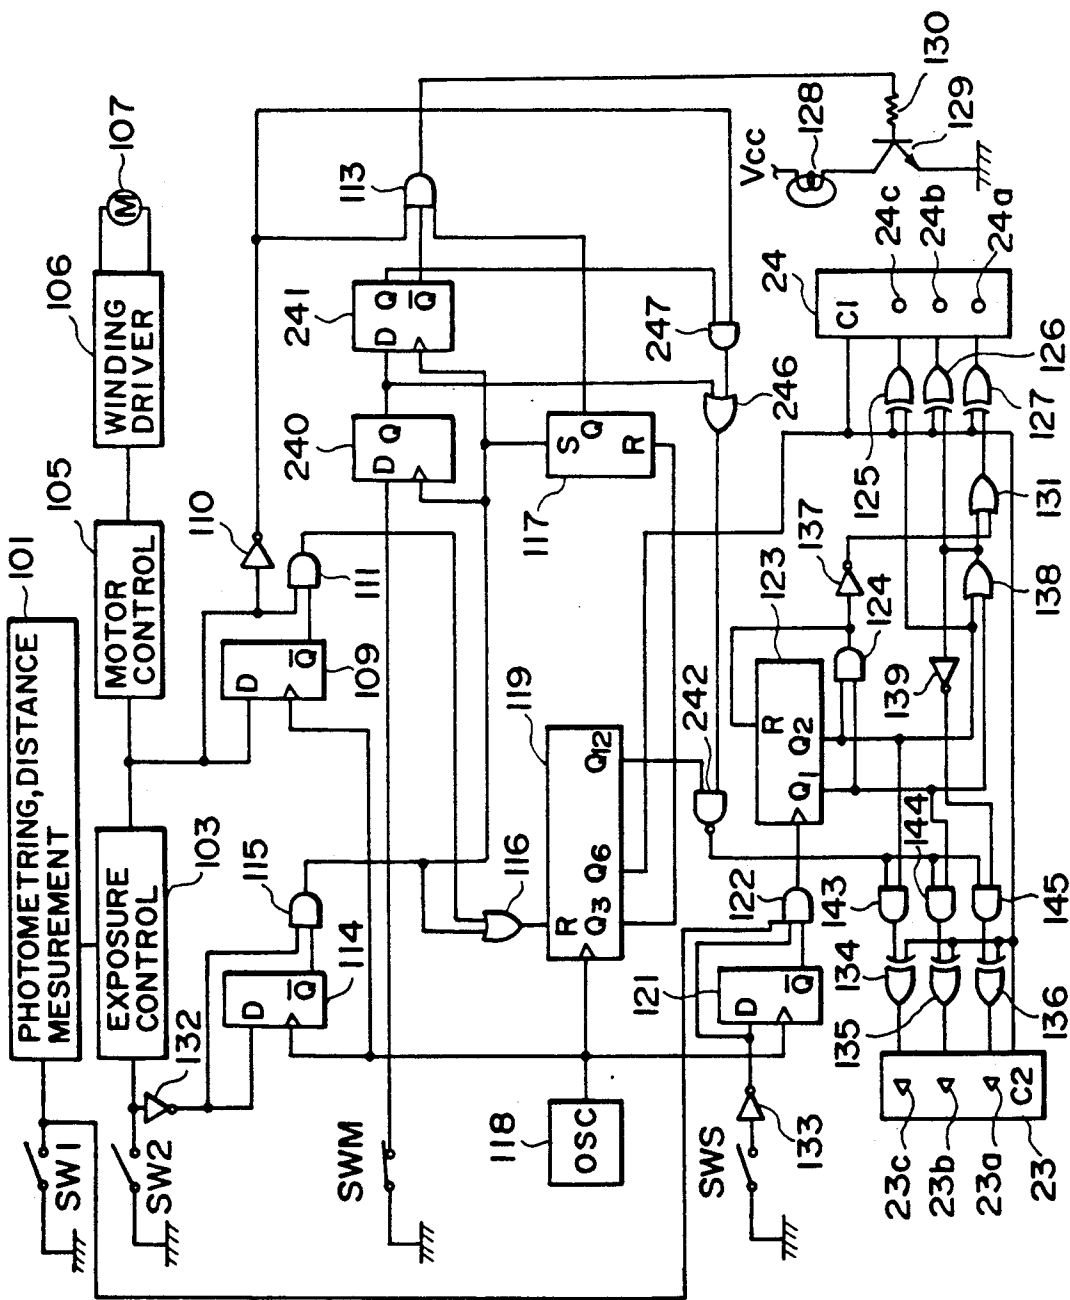 101
PHOTOMETRING,DISTANCE
MESUREMENT
105
MOTOR
CONTROL
106
WINDING
DRIVER
107
M
EXPOSURE
CONTROL
103
SW1
SW2
132
110
D
Q
109
111
115
D
Q
114
113
240
D
Q
241
D
Q
Q
SWM
116
119
R
Q3
Q6
Q12
117
S
Q
R
118
OSC
247
246
242
SWS
133
121
D
Q
122
123
R
Q1
Q2
124
137
139
138
131
125
126
127
24
C1
24c
24b
24a
Vcc
128
129
130
143
144
145
134
135
136
23c
23b
23a
C2
23